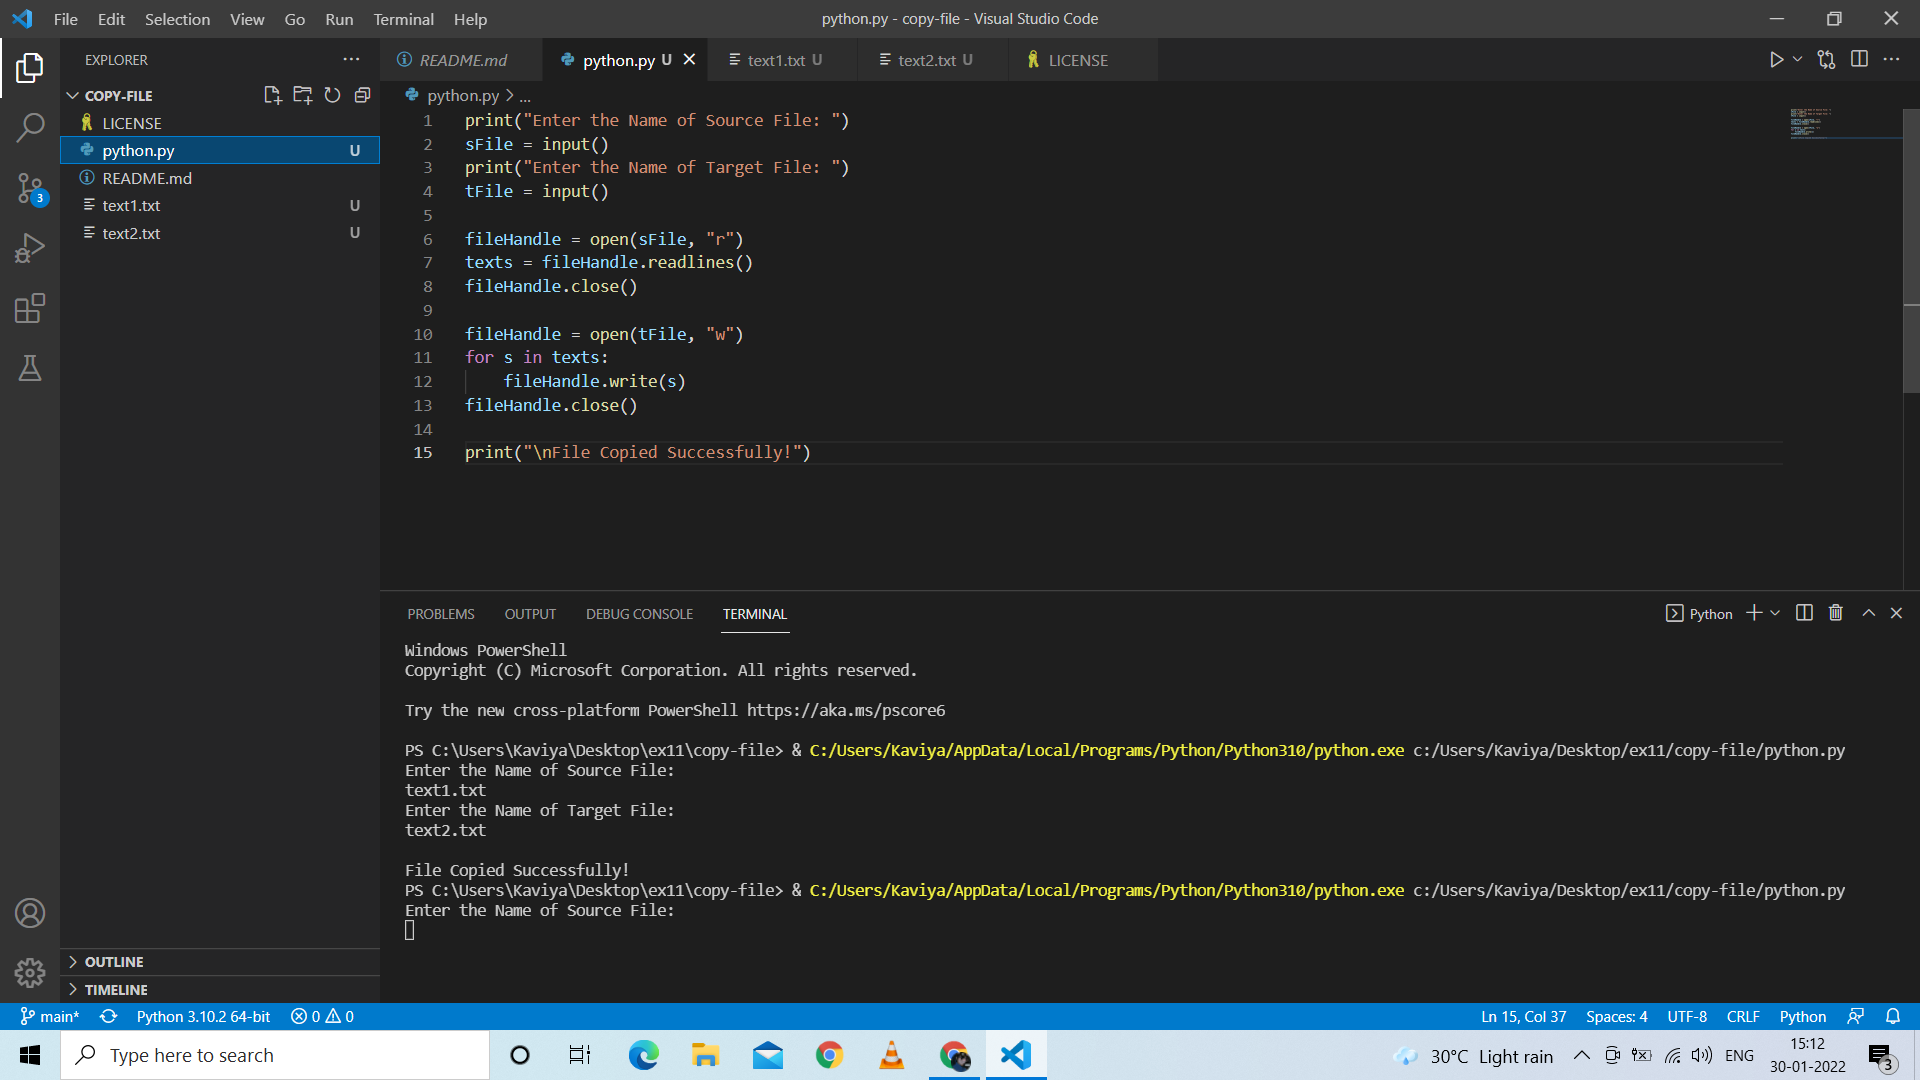 File Edit Selection View Go Run Terminal Help
python.py - copy-file - Visual Studio Code
EXPLORER
README.md
python.py U
text1.txt U
text2.txt U
LICENSE
COPY-FILE
LICENSE
python.py U
README.md
text1.txt U
text2.txt U
3
python.py > ...
1 print("Enter the Name of Source File: ")
2 sFile = input()
3 print("Enter the Name of Target File: ")
4 tFile = input()
5
6 fileHandle = open(sFile, "r")
7 texts = fileHandle.readlines()
8 fileHandle.close()
9
10 fileHandle = open(tFile, "w")
11 for s in texts:
12 fileHandle.write(s)
13 fileHandle.close()
14
15 print("\nFile Copied Successfully!")
PROBLEMS OUTPUT DEBUG CONSOLE TERMINAL
Python
Windows PowerShell
Copyright (C) Microsoft Corporation. All rights reserved.
Try the new cross-platform PowerShell https://aka.ms/pscore6
PS C:\Users\Kaviya\Desktop\ex11\copy-file> & C:/Users/Kaviya/AppData/Local/Programs/Python/Python310/python.exe c:/Users/Kaviya/Desktop/ex11/copy-file/python.py
Enter the Name of Source File:
text1.txt
Enter the Name of Target File:
text2.txt
File Copied Successfully!
PS C:\Users\Kaviya\Desktop\ex11\copy-file> & C:/Users/Kaviya/AppData/Local/Programs/Python/Python310/python.exe c:/Users/Kaviya/Desktop/ex11/copy-file/python.py
Enter the Name of Source File:
OUTLINE
TIMELINE
main* Python 3.10.2 64-bit 0 0
Ln 15, Col 37 Spaces: 4 UTF-8 CRLF Python
Type here to search
30°C Light rain
ENG
15:12
30-01-2022
3